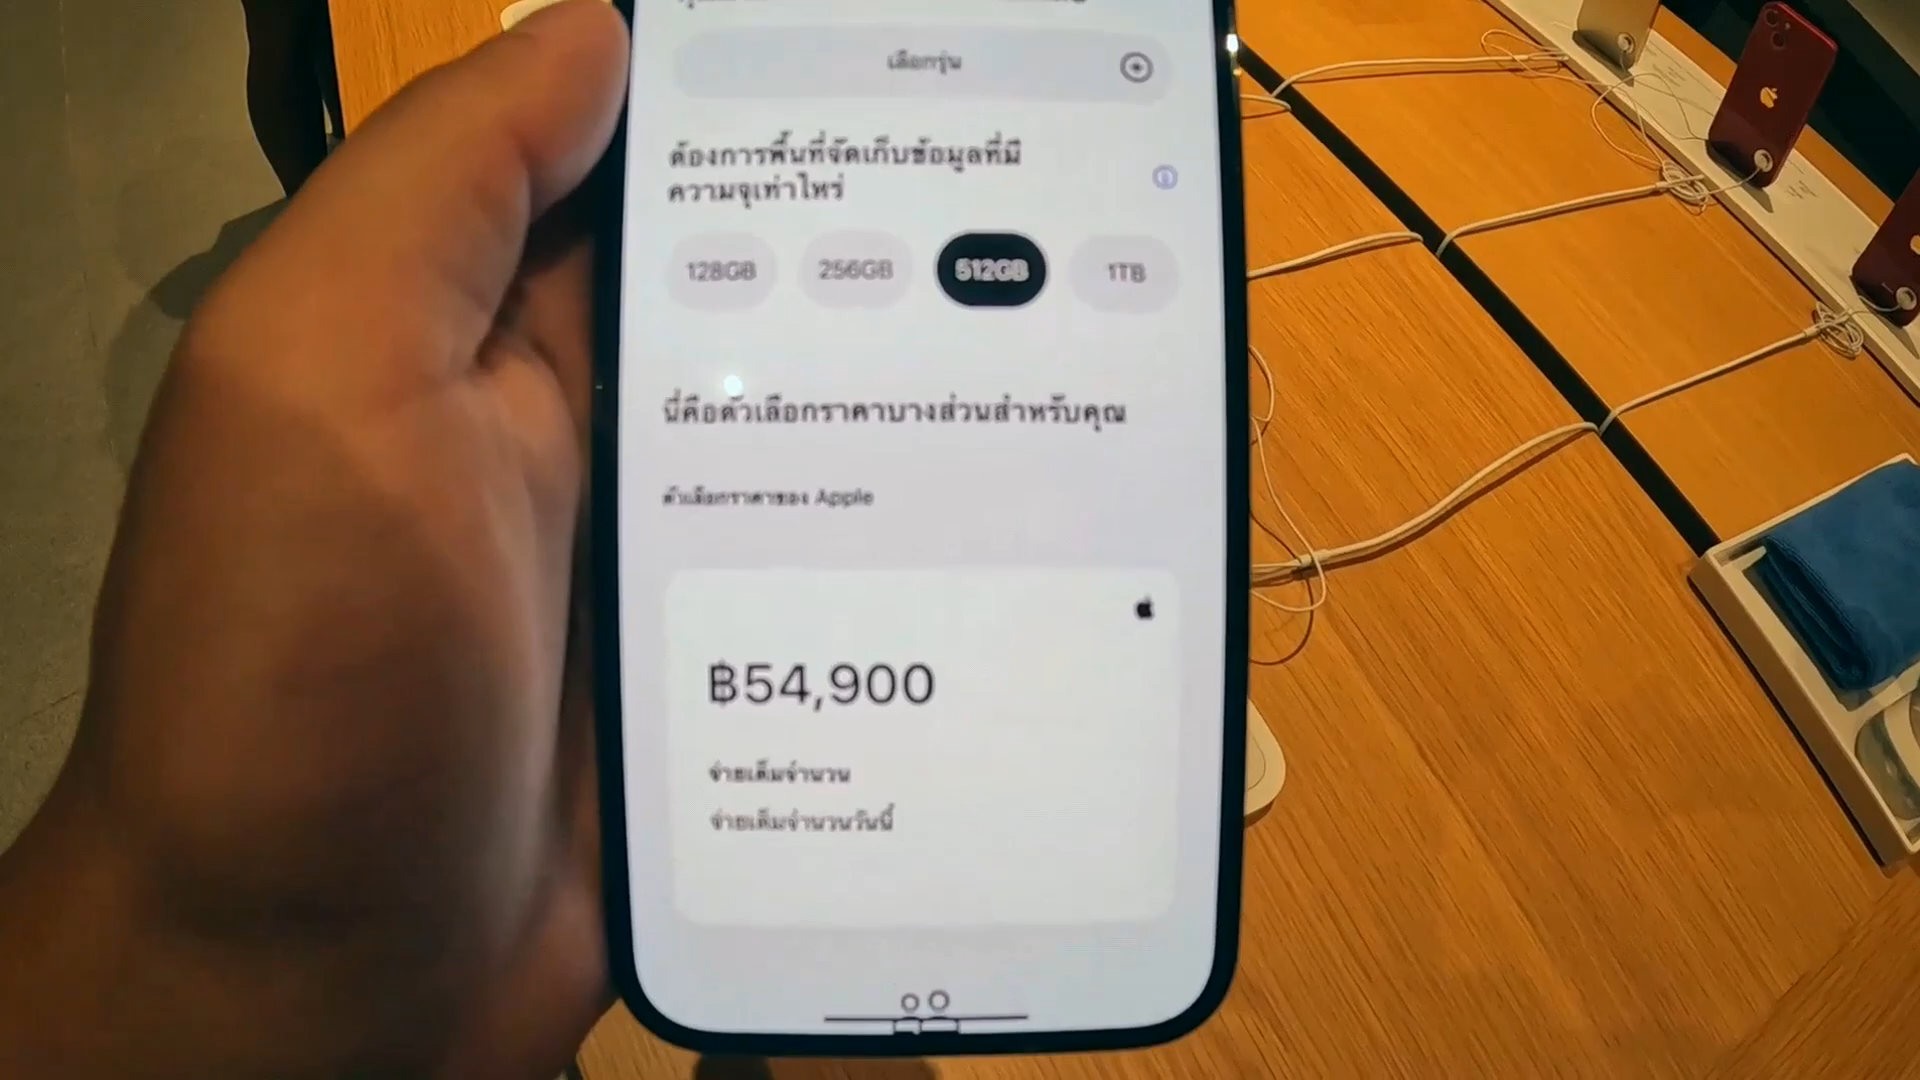 เลือกรุ่น
ต้องการพื้นที่จัดเก็บข้อมูลที่มี
ความจุเท่าไหร่
128GB 256GB 512GB 1TB
นี่คือตัวเลือกราคาบางส่วนสำหรับคุณ
ตัวเลือกราคาของ Apple
฿54,900
จ่ายเต็มจำนวน
จ่ายเต็มจำนวนวันนี้